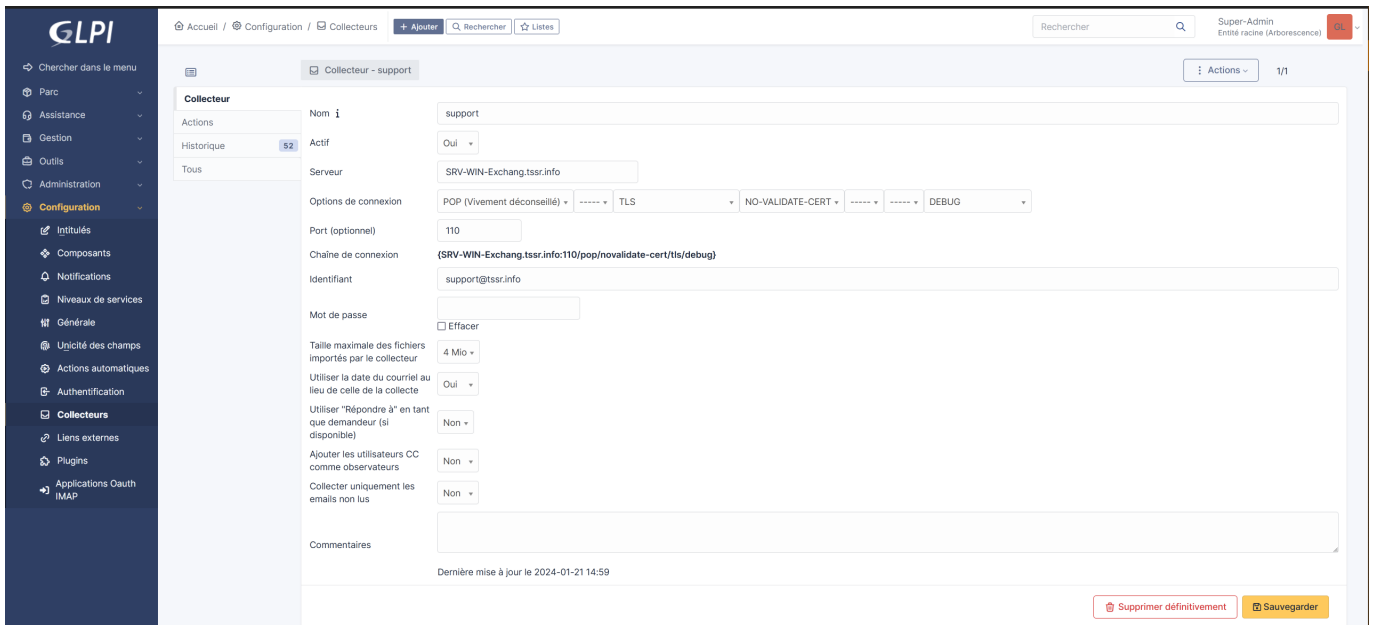 GLPI
Accueil / Configuration / Collecteurs
+ Ajouter
Rechercher
Listes
Rechercher
Super-Admin
Entité racine (Arborescence)
GL
Chercher dans le menu
Parc
Assistance
Gestion
Outils
Administration
Configuration
Intitulés
Composants
Notifications
Niveaux de services
Générale
Unicité des champs
Actions automatiques
Authentification
Collecteurs
Liens externes
Plugins
Applications Oauth
IMAP
Collecteur
Actions
Historique 52
Tous
Collecteur - support
Actions
1/1
Nom i support
Actif Oui
Serveur SRV-WIN-Exchang.tssr.info
Options de connexion POP (Vivement déconseillé) ----- TLS NO-VALIDATE-CERT ----- ----- DEBUG
Port (optionnel) 110
Chaîne de connexion {SRV-WIN-Exchang.tssr.info:110/pop/novalidate-cert/tls/debug}
Identifiant support@tssr.info
Mot de passe
Effacer
Taille maximale des fichiers
importés par le collecteur
4 Mio
Utiliser la date du courriel au
lieu de celle de la collecte
Oui
Utiliser "Répondre à" en tant
que demandeur (si
disponible)
Non
Ajouter les utilisateurs CC
comme observateurs
Non
Collecter uniquement les
emails non lus
Non
Commentaires
Dernière mise à jour le 2024-01-21 14:59
Supprimer définitivement
Sauvegarder